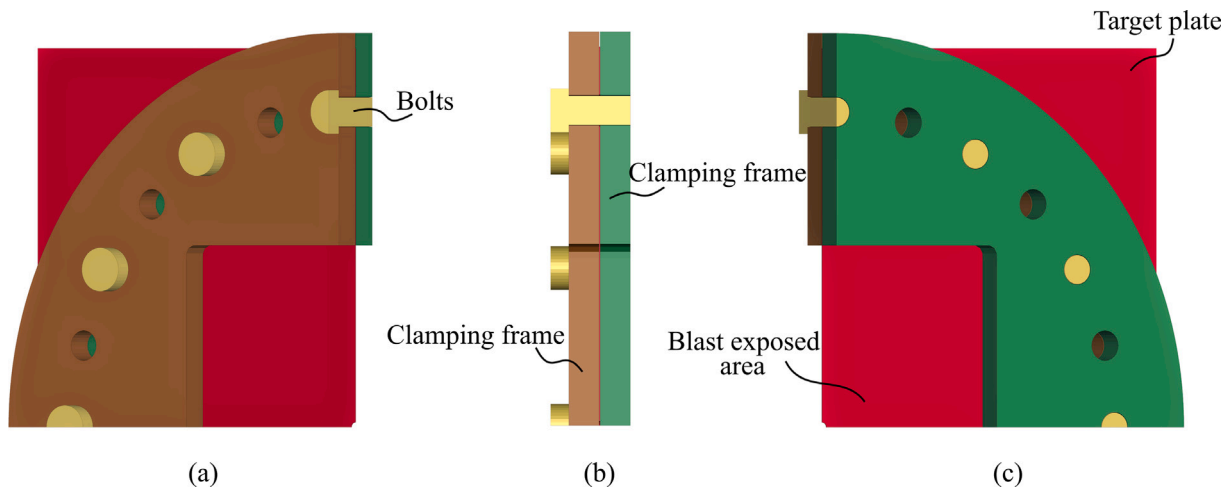 Target plate
Bolts
Clamping frame
Clamping frame
Blast exposed
area
(a)
(b)
(c)